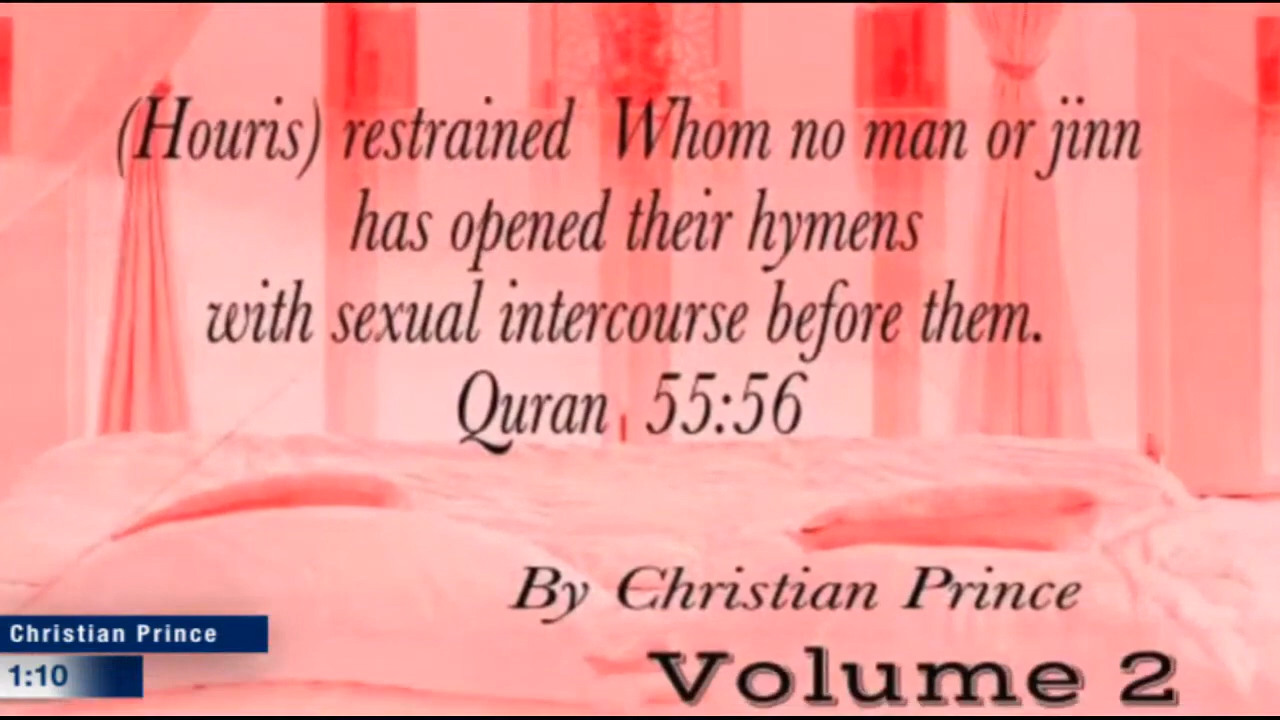 (Houris) restrained Whom no man or jinn
has opened their hymens
with sexual intercourse before them.
Quran 55:56
By Christian Prince
Volume 2
Christian Prince
1:10